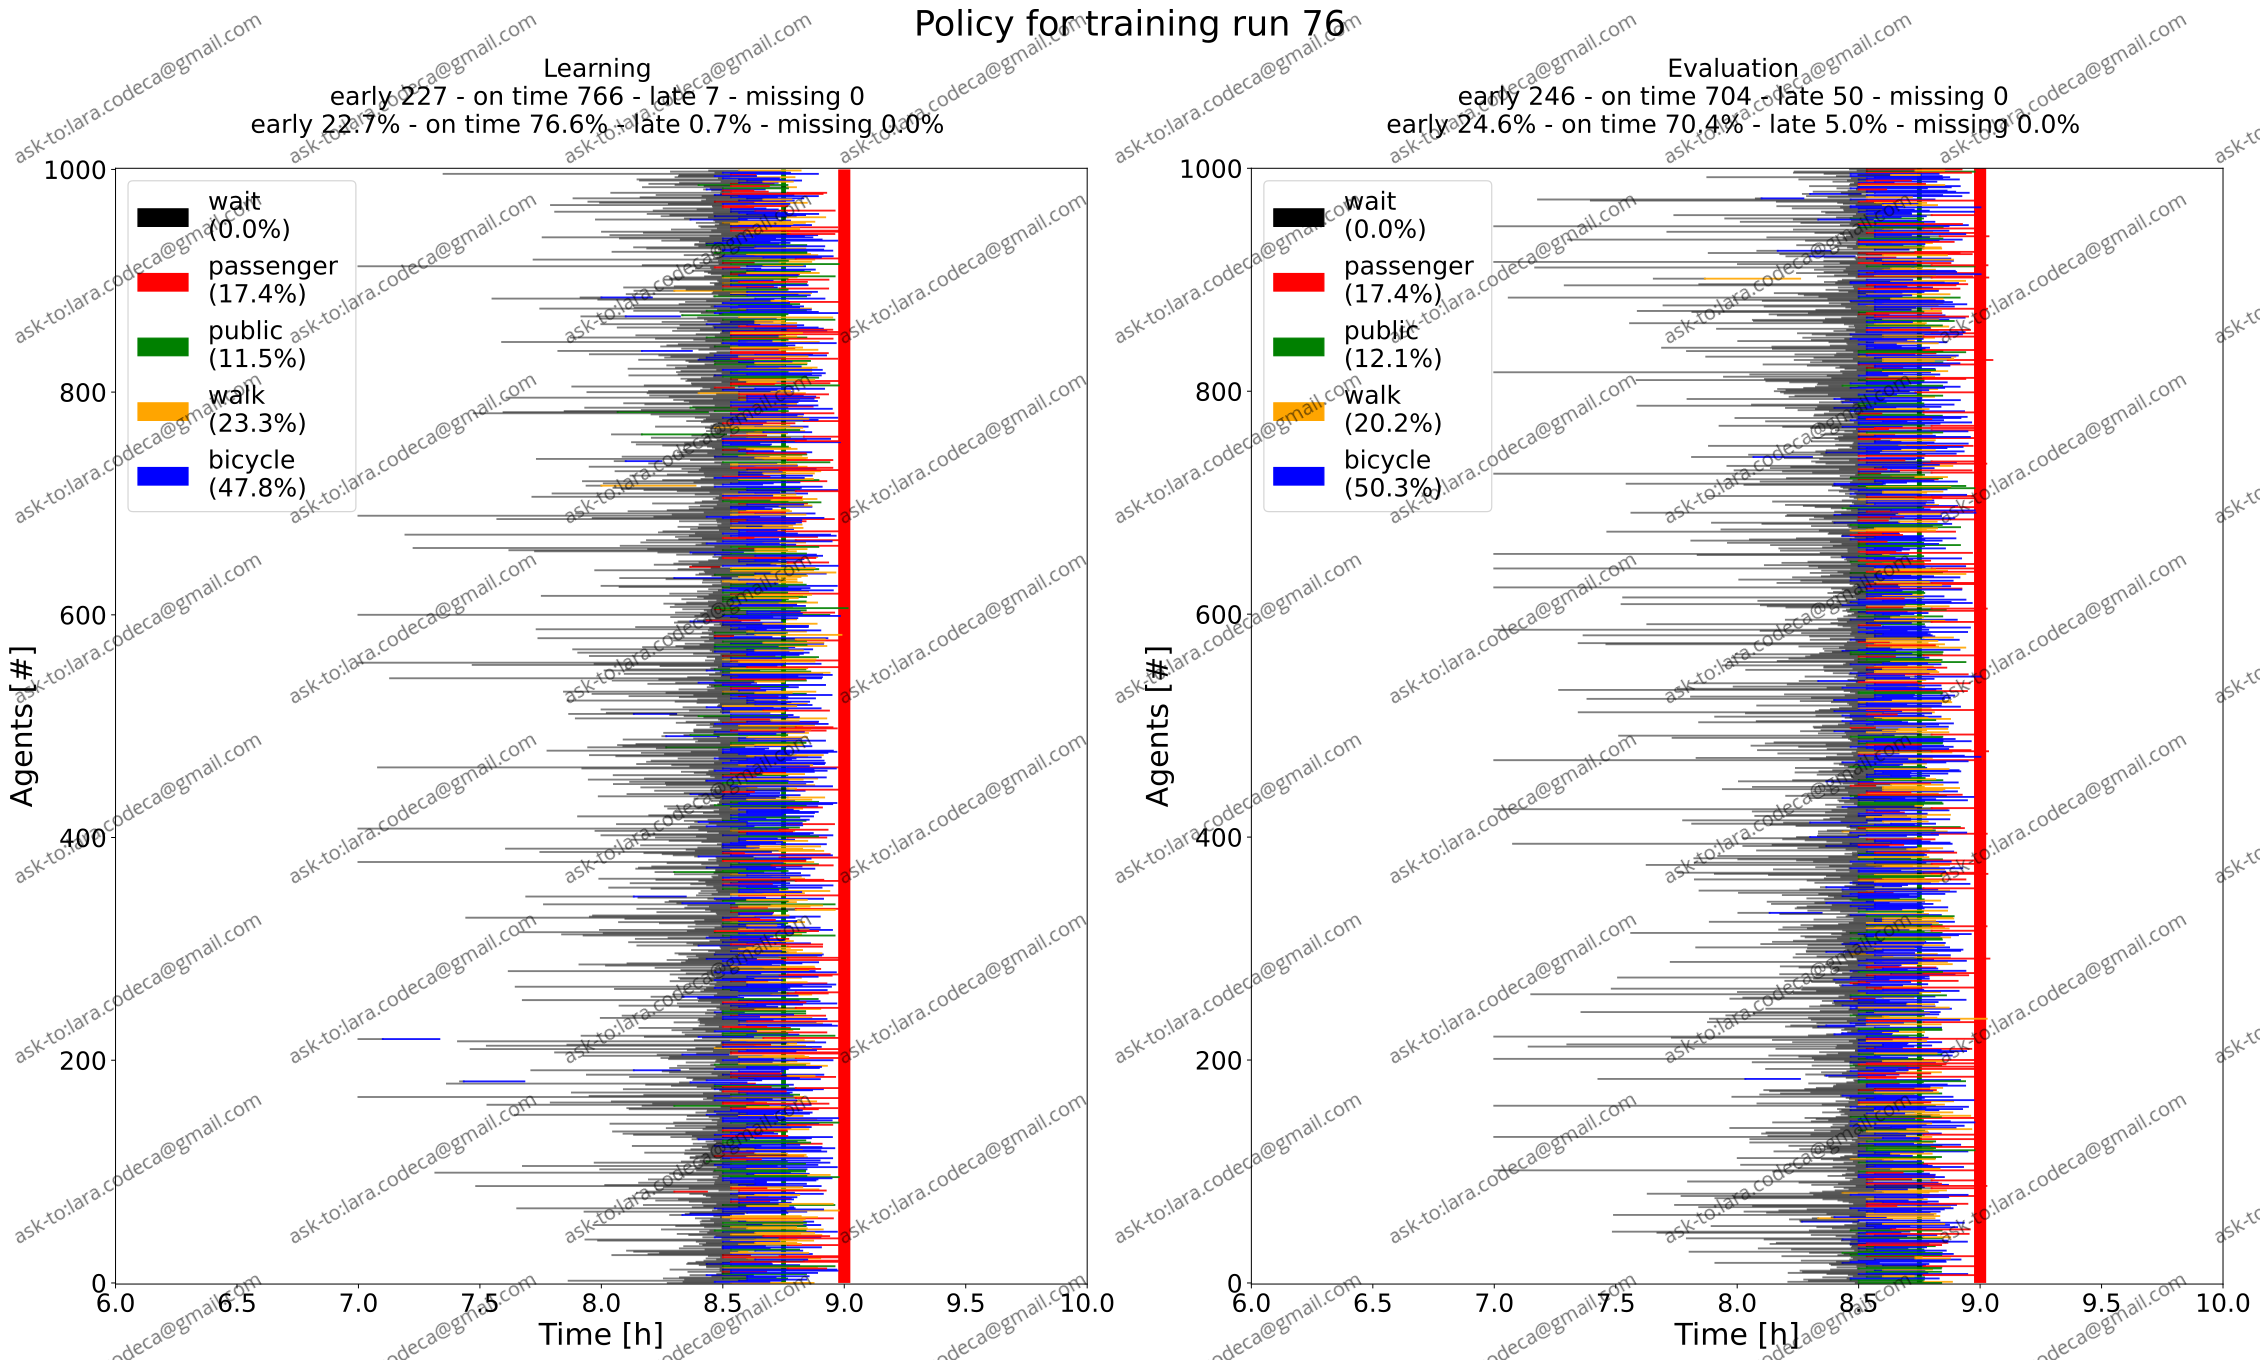 Policy for training run 76
Learning
early 227 - on time 766 - late 7 - missing 0
early 22.7% - on time 76.6% - late 0.7% - missing 0.0%
1000
800
600
400
200
0
Agents [#]
wait
(0.0%)
passenger
(17.4%)
public
(11.5%)
walk
(23.3%)
bicycle
(47.8%)
6.0 6.5 7.0 7.5 8.0 8.5 9.0 9.5 10.0
Time [h]
Evaluation
early 246 - on time 704 - late 50 - missing 0
early 24.6% - on time 70.4% - late 5.0% - missing 0.0%
1000
800
600
400
200
0
Agents [#]
wait
(0.0%)
passenger
(17.4%)
public
(12.1%)
walk
(20.2%)
bicycle
(50.3%)
6.0 6.5 7.0 7.5 8.0 8.5 9.0 9.5 10.0
Time [h]
ask-to:lara.codeca@gmail.com